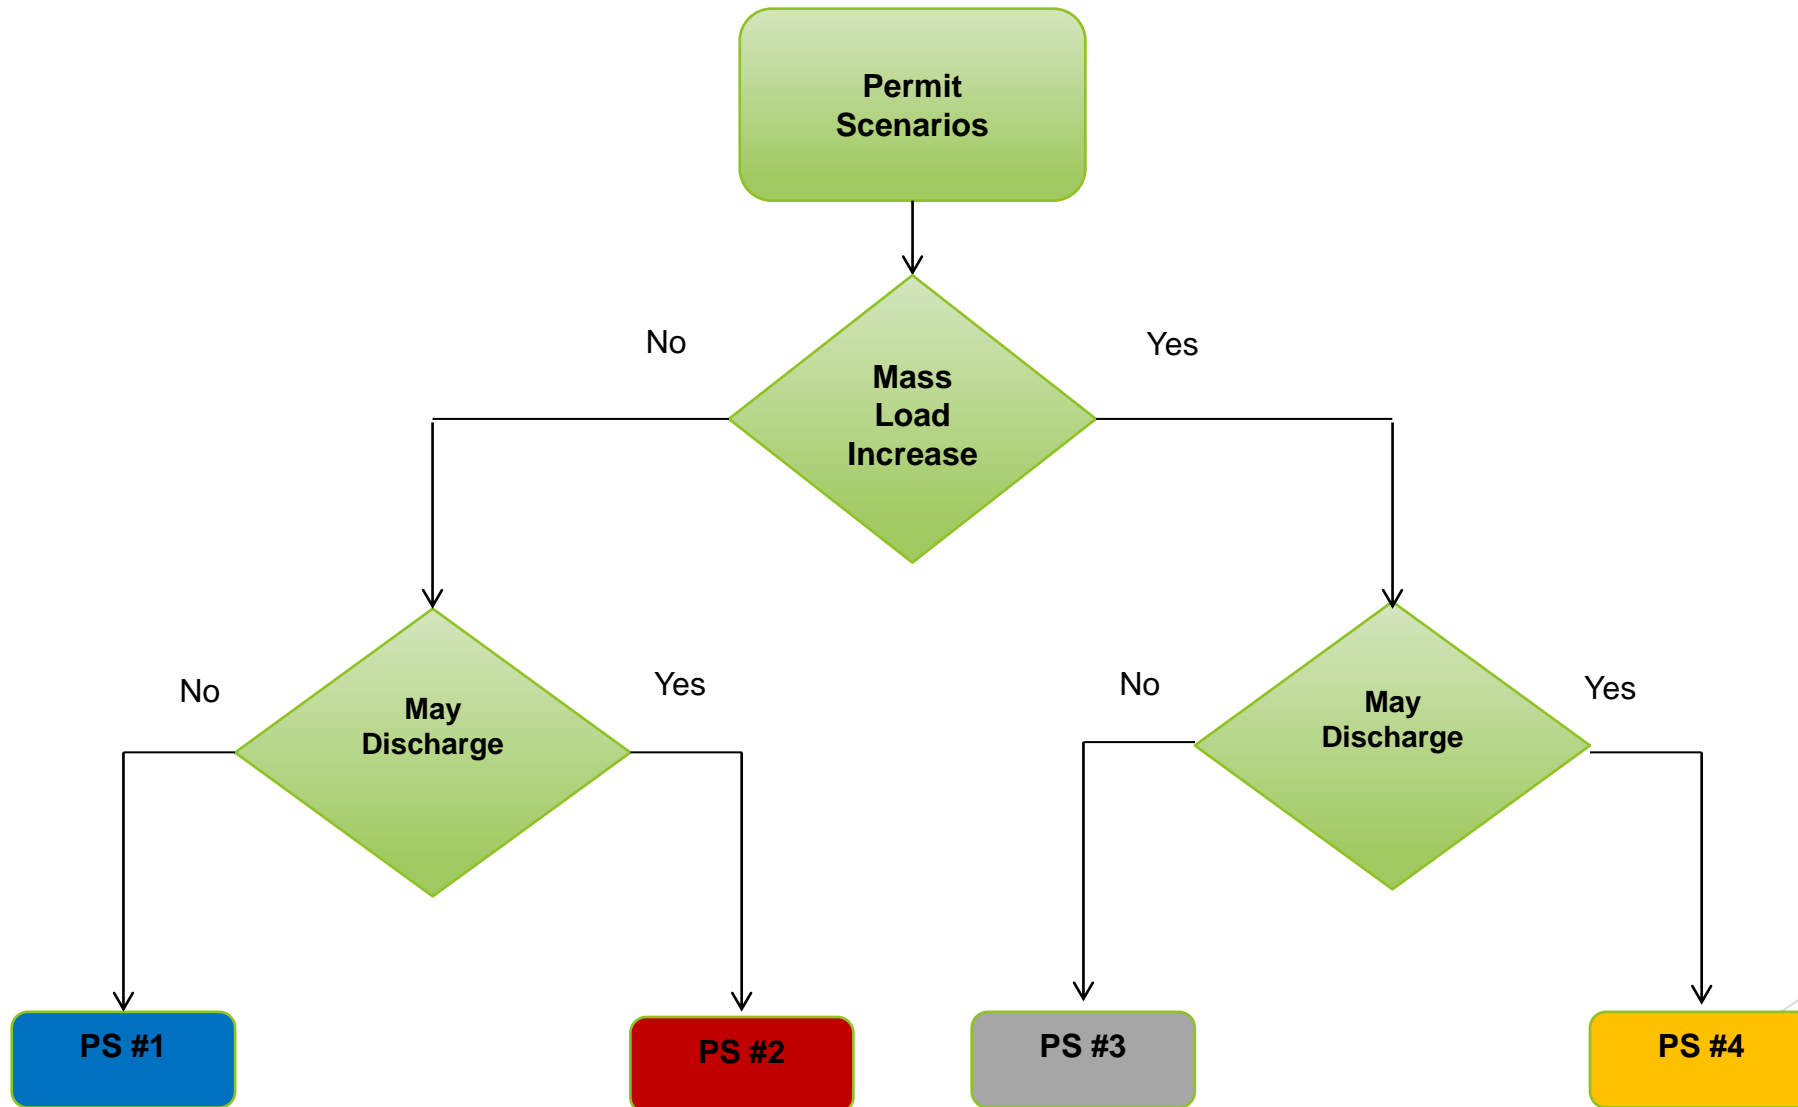 Permit
Scenarios
No
Yes
Mass
Load
Increase
No
May
Discharge
Yes
No
May
Discharge
Yes
PS #1
PS #2
PS #3
PS #4